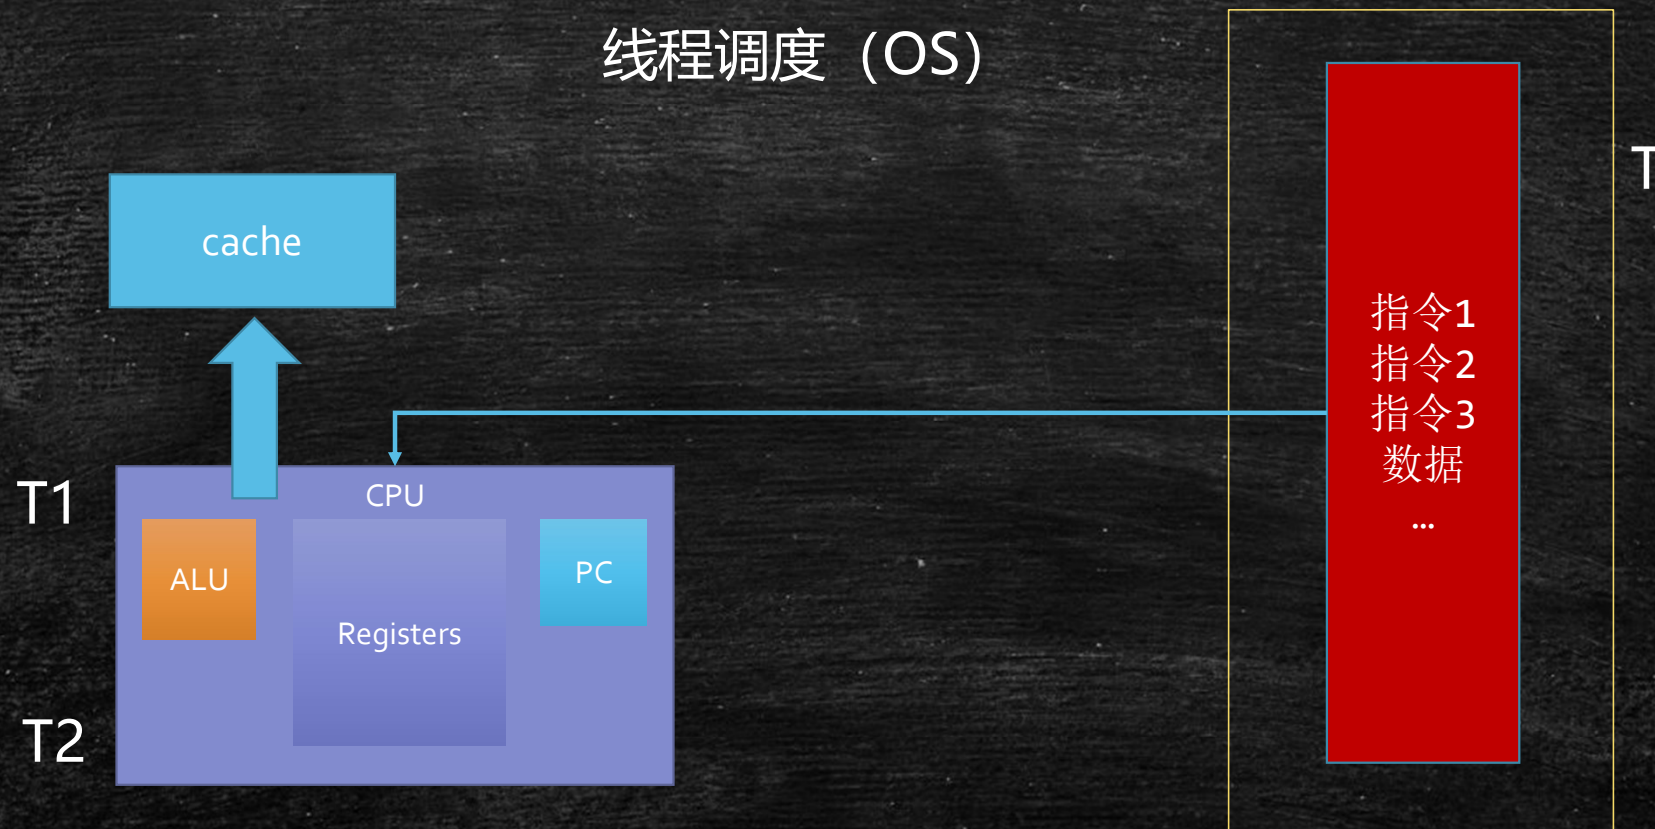 线程调度（OS）
cache
T1
CPU
ALU
Registers
PC
T2
指令1
指令2
指令3
数据
...
T